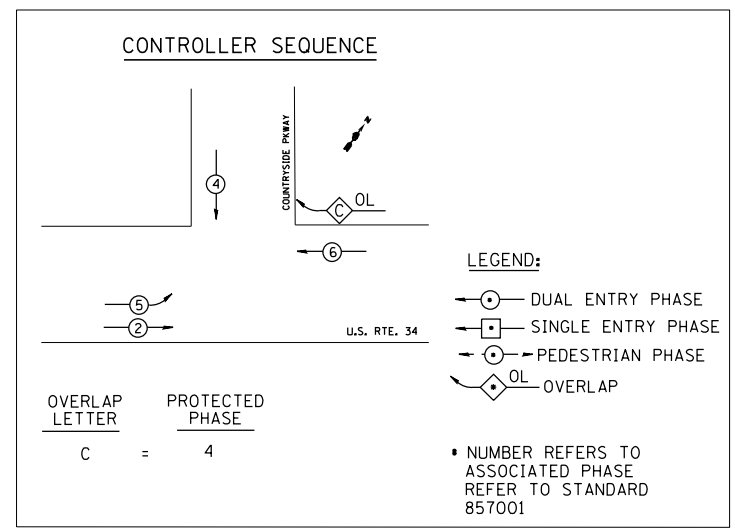 CONTROLLER SEQUENCE
N
COUNTRYSIDE PKWAY
4
C OL
6
5
2
U.S. RTE. 34
LEGEND:
DUAL ENTRY PHASE
SINGLE ENTRY PHASE
PEDESTRIAN PHASE
* OL OVERLAP
OVERLAP LETTER
PROTECTED PHASE
C = 4
* NUMBER REFERS TO
ASSOCIATED PHASE
REFER TO STANDARD
857001